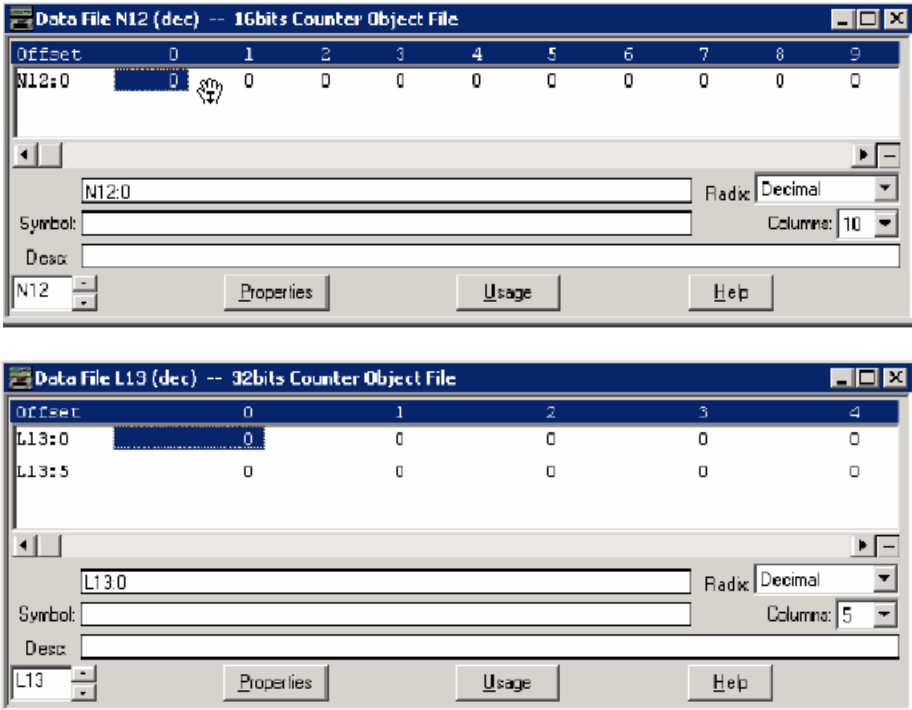 Data File N12 (dec) -- 16bits Counter Object File
Offset 0 1 2 3 4 5 6 7 8 9
N12:0 0 0 0 0 0 0 0 0 0 0
N12:0
Radix: Decimal
Symbol:
Columns: 10
Desc:
N12
Properties Usage Help
Data File L13 (dec) -- 32bits Counter Object File
Offset 0 1 2 3 4
L13:0 0 0 0 0 0
L13:5 0 0 0 0 0
L13:0
Radix: Decimal
Symbol:
Columns: 5
Desc:
L13
Properties Usage Help